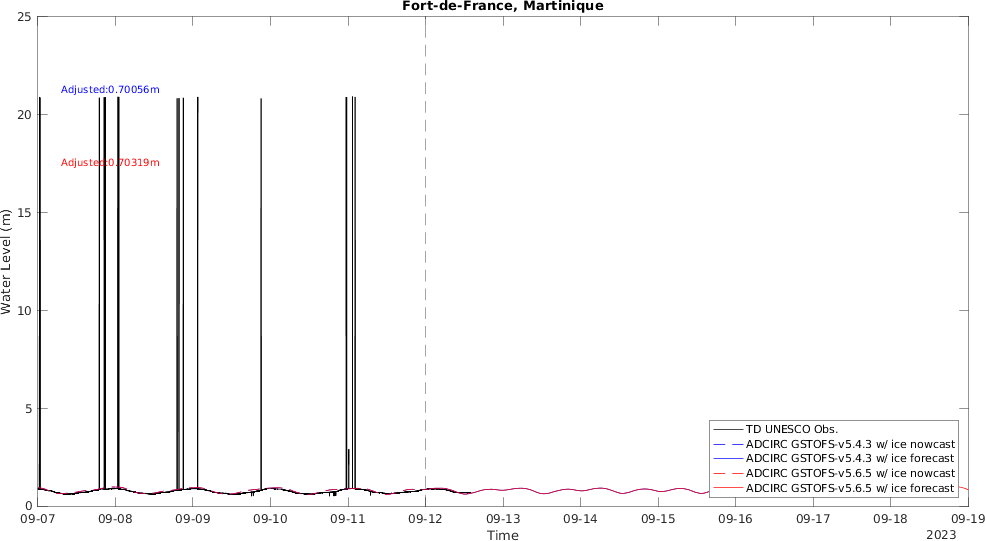 Fort-de-France, Martinique
25
20
15
10
5
0
Water Level (m)
Adjusted:0.70056m
Adjusted:0.70319m
TD UNESCO Obs.
ADCIRC GSTOFS-v5.4.3 w/ ice nowcast
ADCIRC GSTOFS-v5.4.3 w/ ice forecast
ADCIRC GSTOFS-v5.6.5 w/ ice nowcast
ADCIRC GSTOFS-v5.6.5 w/ ice forecast
09-07 09-08 09-09 09-10 09-11 09-12 09-13 09-14 09-15 09-16 09-17 09-18 09-19
Time
2023